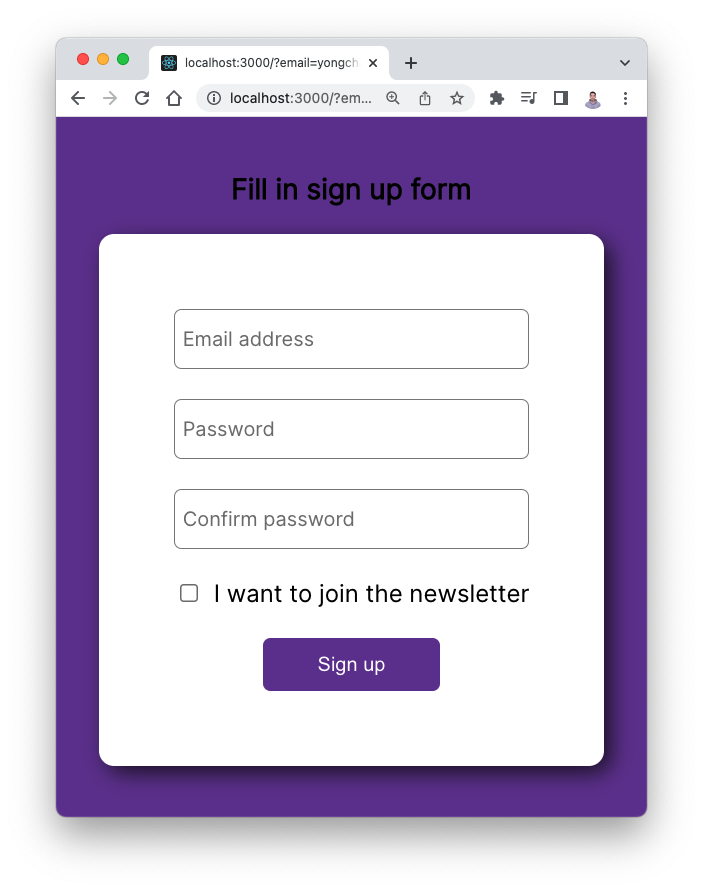 localhost:3000/?email=yongch
localhost:3000/?em...
Fill in sign up form
Email address
Password
Confirm password
I want to join the newsletter
Sign up